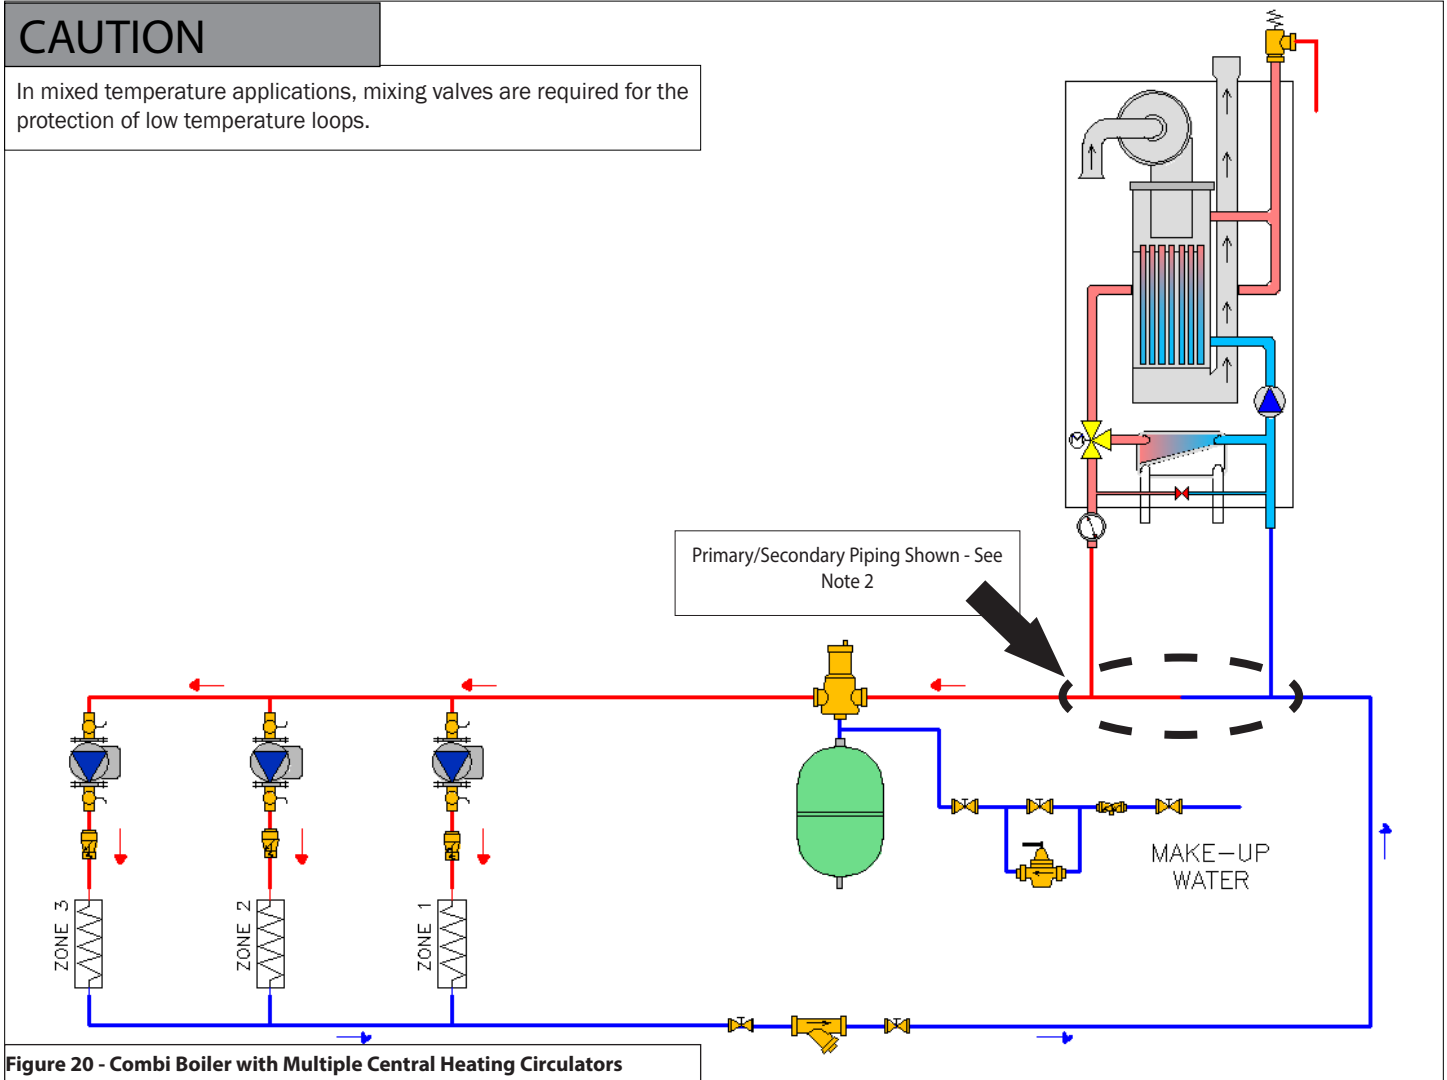 CAUTION
In mixed temperature applications, mixing valves are required for the
protection of low temperature loops.
M
Primary/Secondary Piping Shown - See
Note 2
MAKE-UP
WATER
ZONE 3
ZONE 2
ZONE 1
Figure 20 - Combi Boiler with Multiple Central Heating Circulators